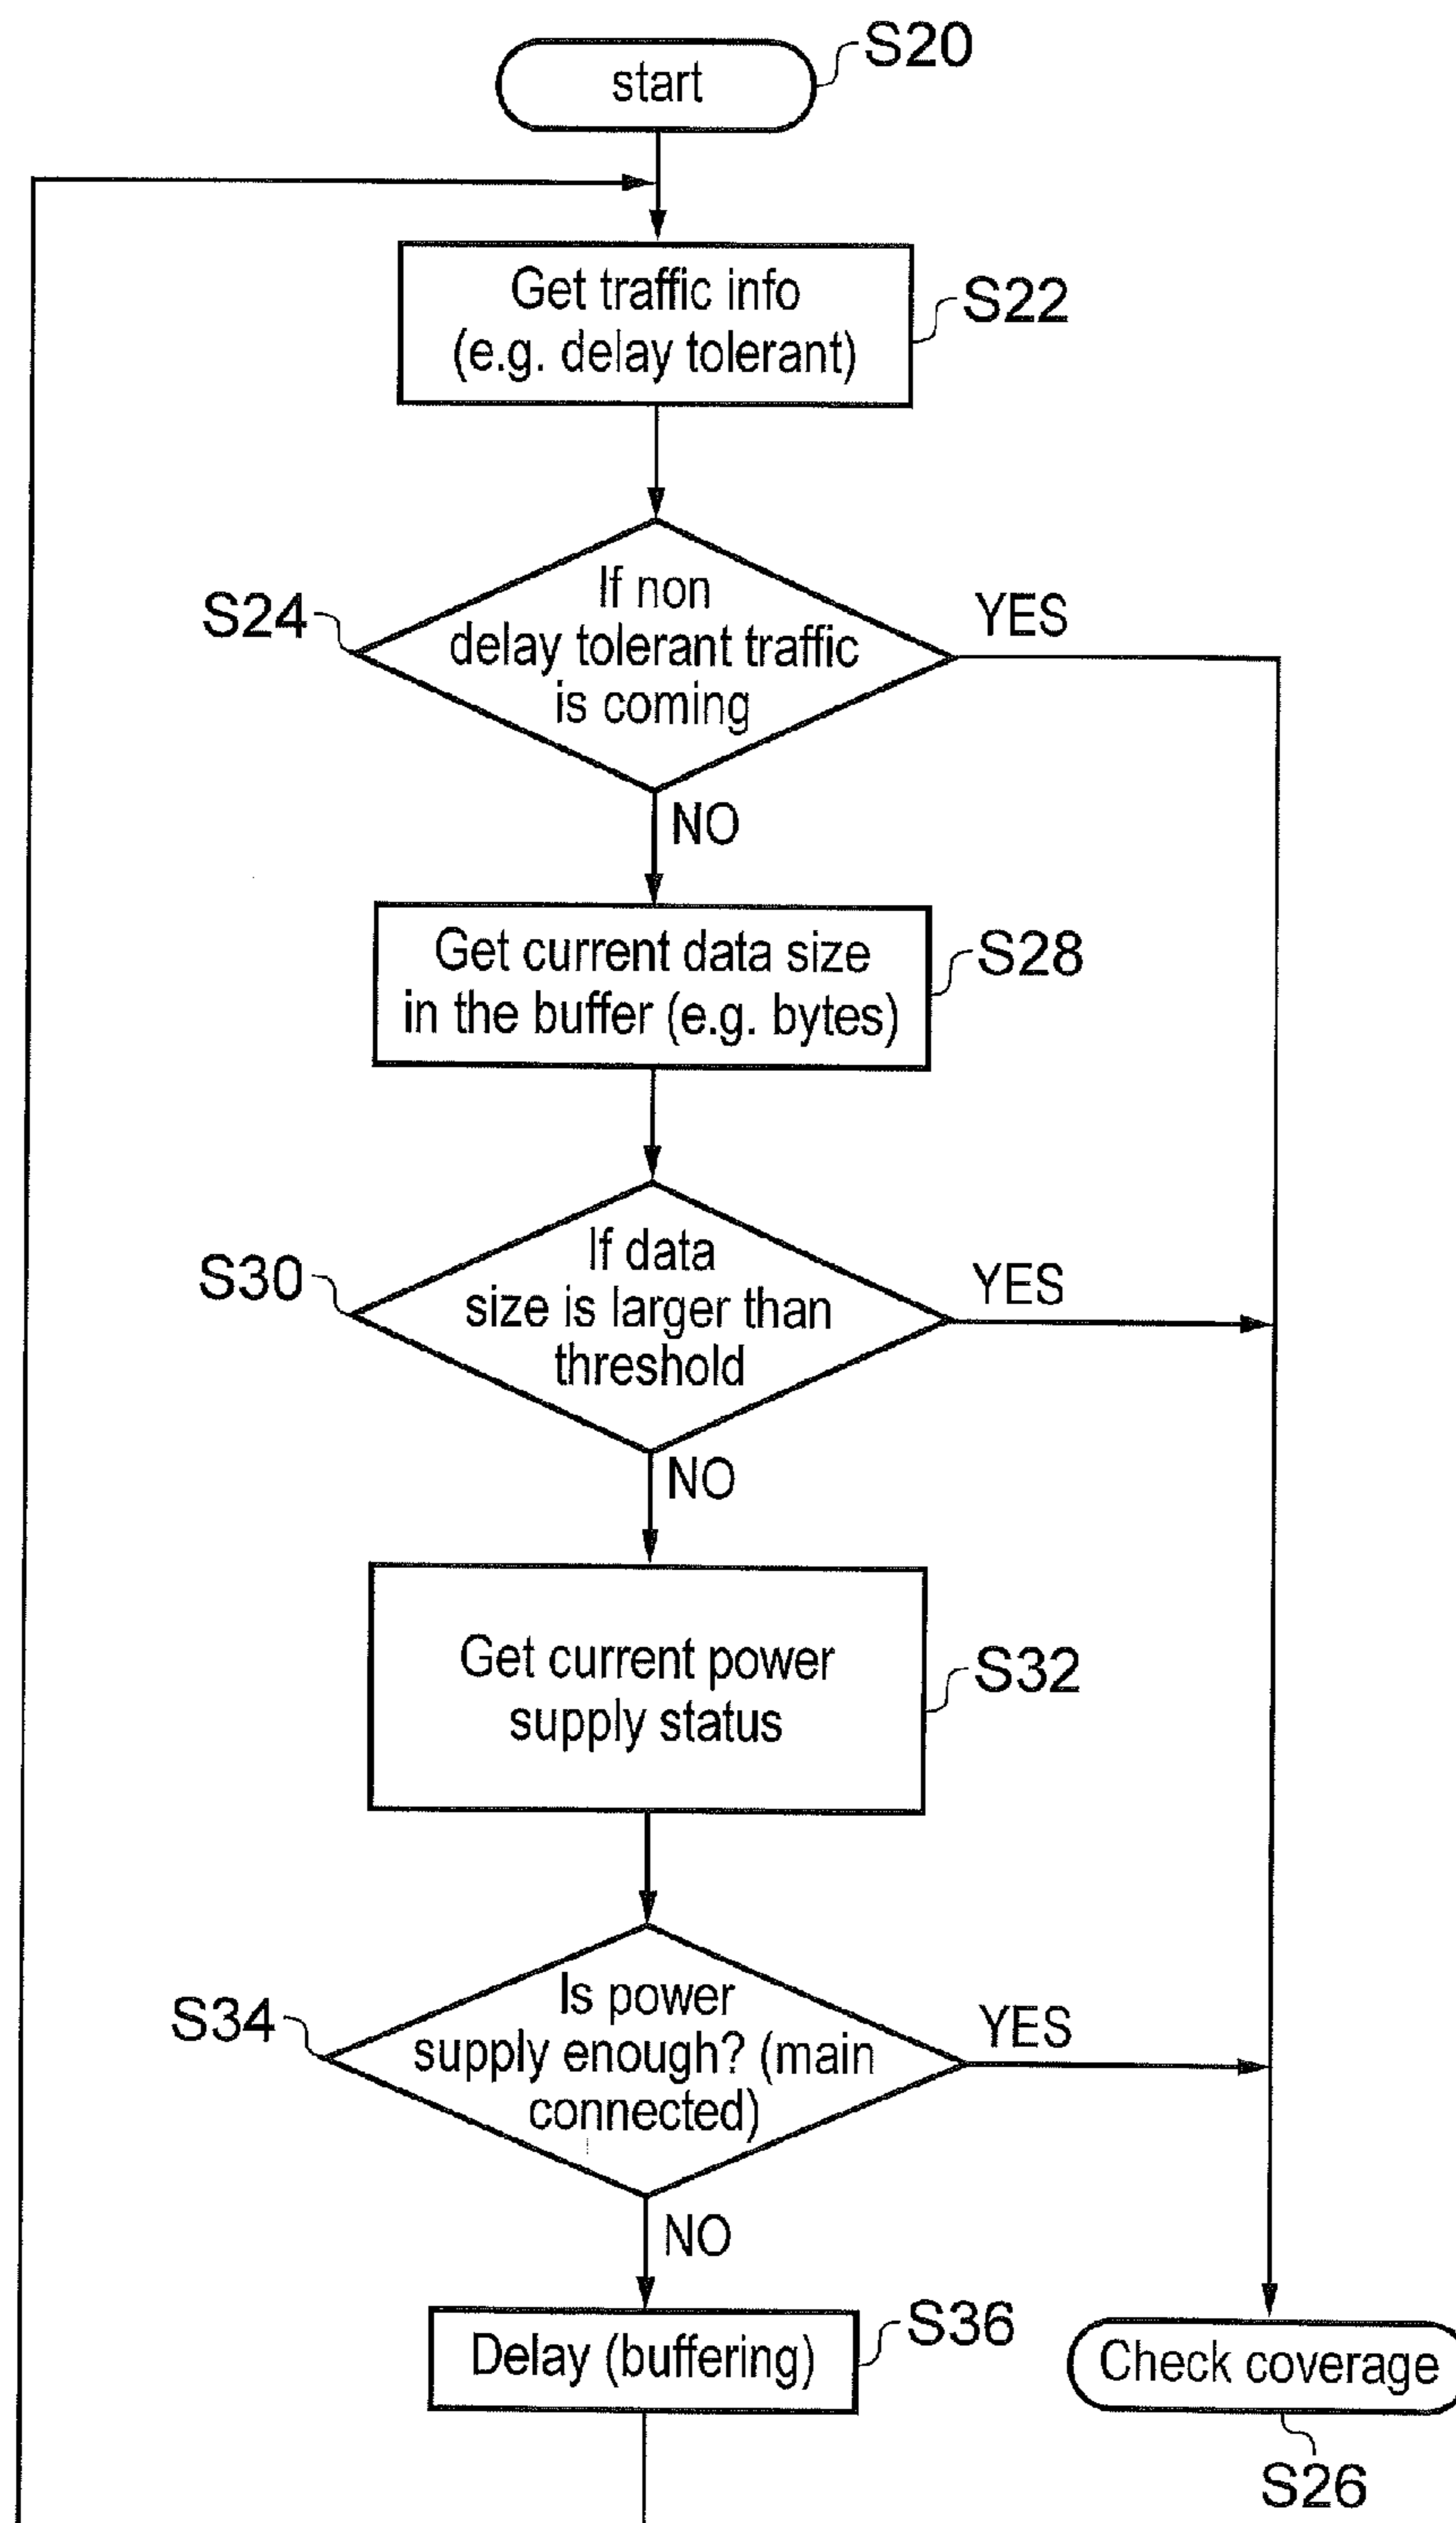 start
S20
Get traffic info
(e.g. delay tolerant)
S22
S24
If non
delay tolerant traffic
is coming
YES
NO
Get current data size
in the buffer (e.g. bytes)
S28
S30
If data
size is larger than
threshold
YES
NO
Get current power
supply status
S32
S34
Is power
supply enough? (main
connected)
YES
NO
Delay (buffering)
S36
Check coverage
S26